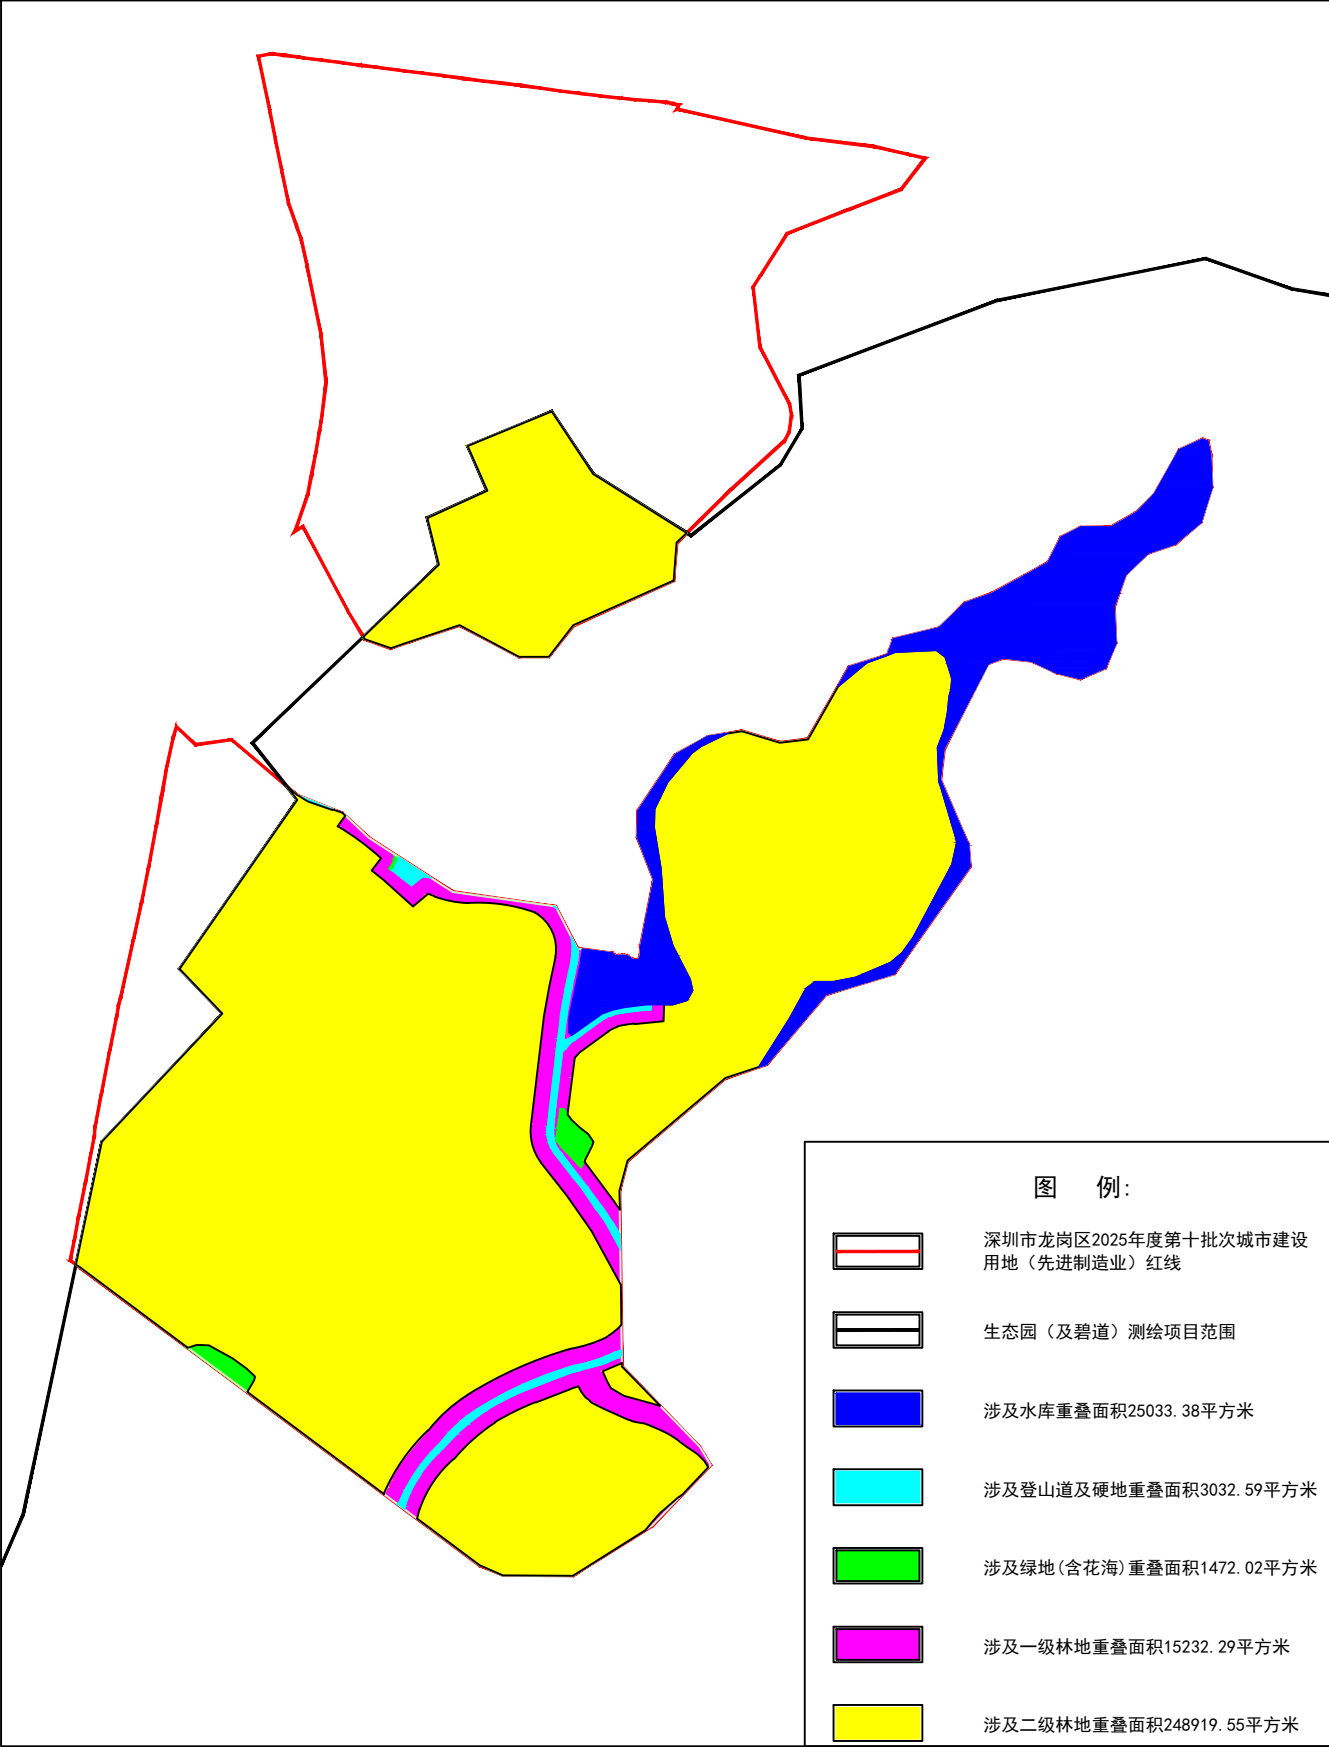 图 例:
深圳市龙岗区2025年度第十批次城市建设
用地（先进制造业）红线
生态园（及碧道）测绘项目范围
涉及水库重叠面积25033.38平方米
涉及登山道及硬地重叠面积3032.59平方米
涉及绿地(含花海)重叠面积1472.02平方米
涉及一级林地重叠面积15232.29平方米
涉及二级林地重叠面积248919.55平方米